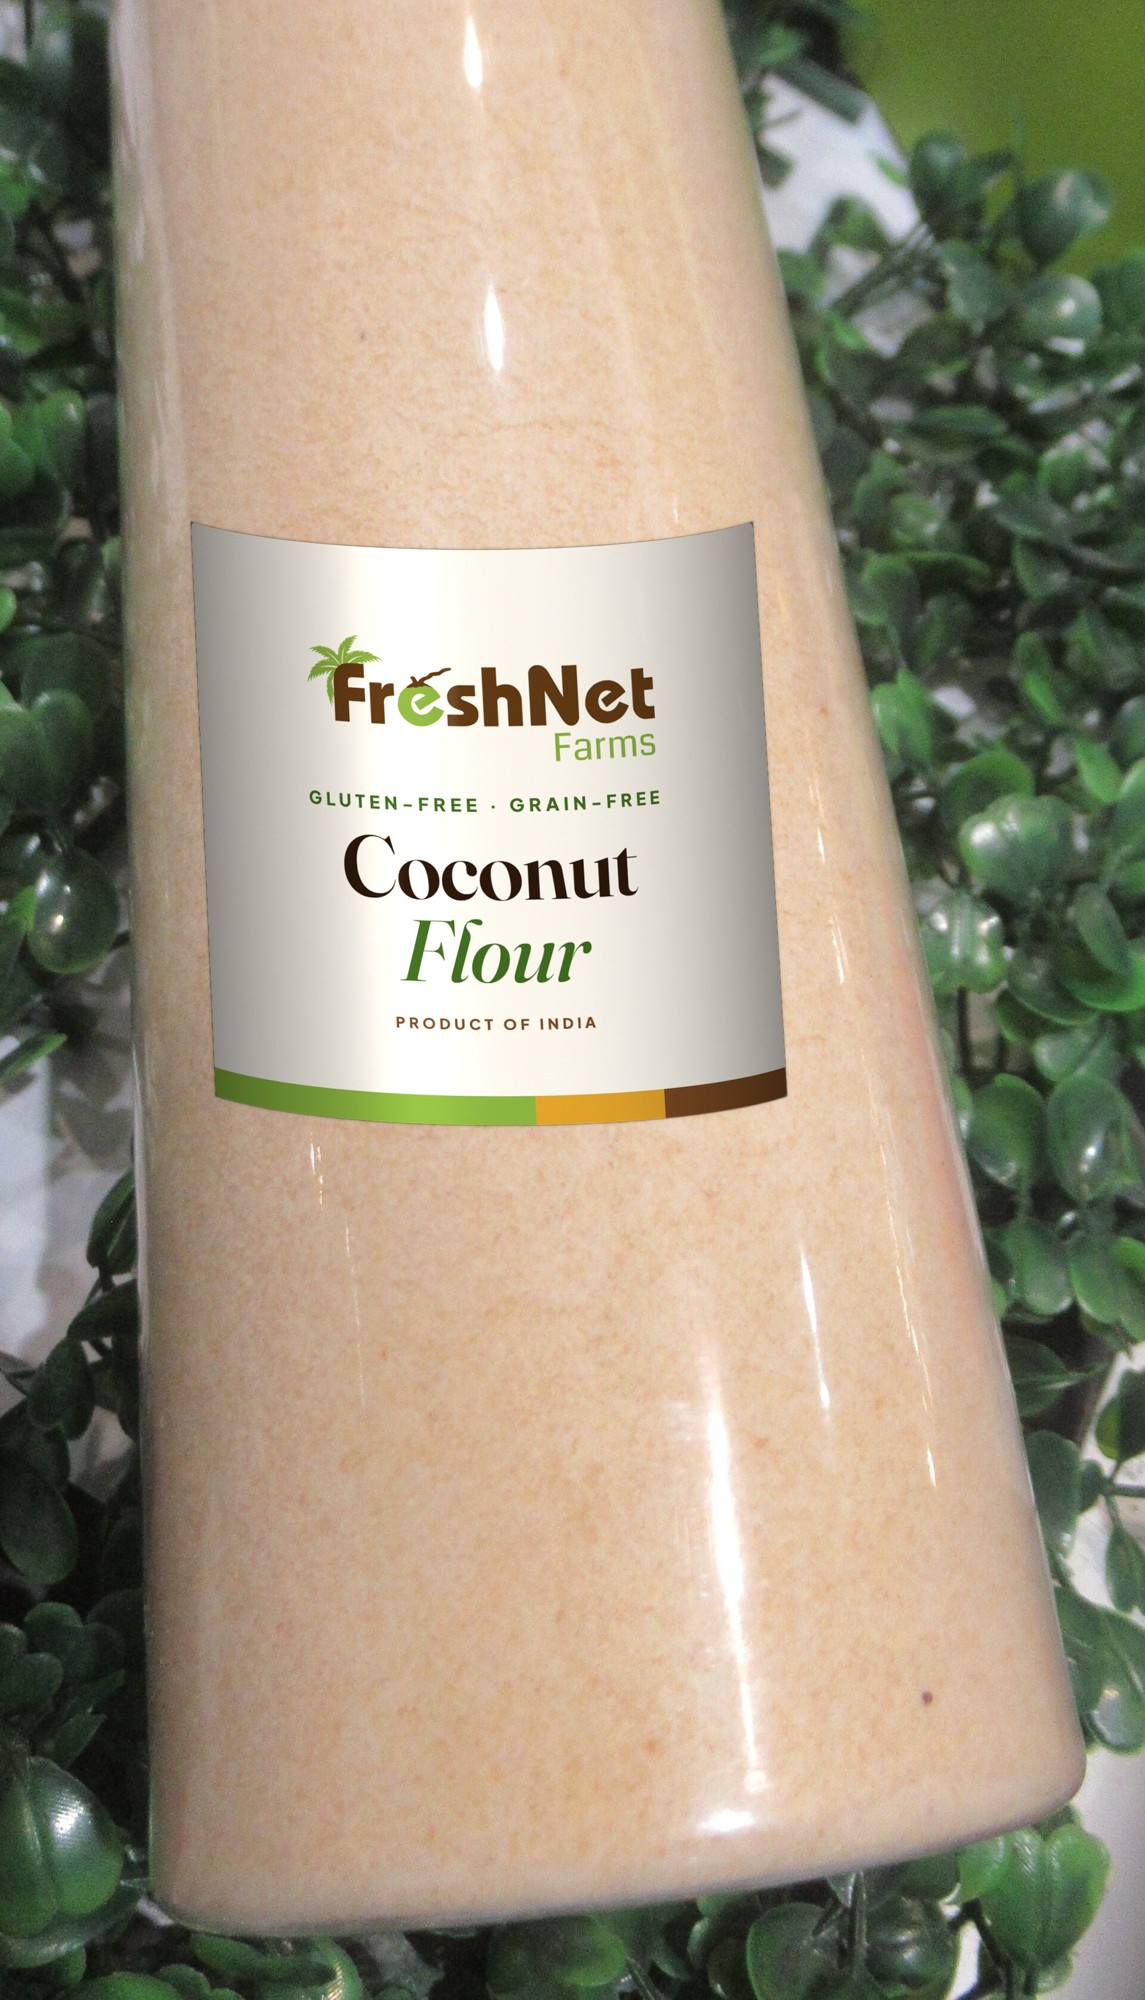 FreshNet
Farms
GLUTEN-FREE · GRAIN-FREE
Coconut
Flour
PRODUCT OF INDIA